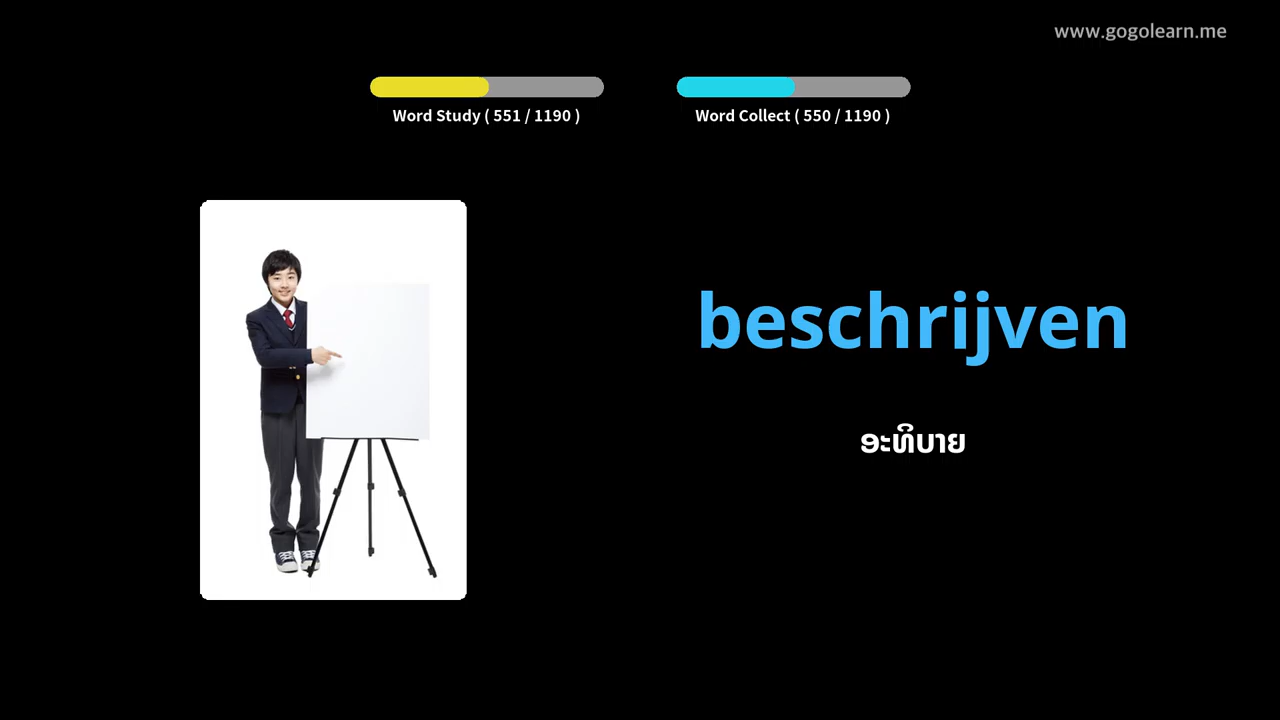 www.gogolearn.me
Word Study ( 551 / 1190 )
Word Collect ( 550 / 1190 )
beschrijven
ອະທິບາຍ